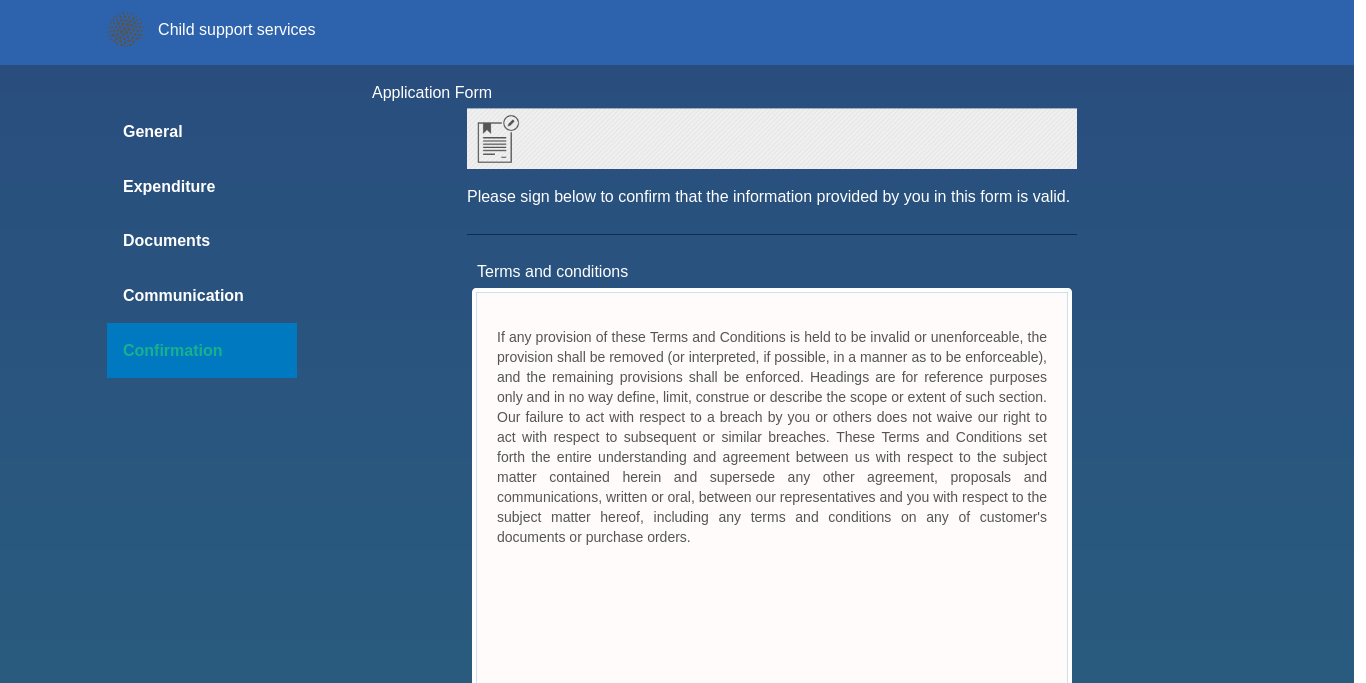 Child support services
Application Form
General
Expenditure
Documents
Communication
Confirmation
Please sign below to confirm that the information provided by you in this form is valid.
Terms and conditions
If any provision of these Terms and Conditions is held to be invalid or unenforceable, the
provision shall be removed (or interpreted, if possible, in a manner as to be enforceable),
and the remaining provisions shall be enforced. Headings are for reference purposes
only and in no way define, limit, construe or describe the scope or extent of such section.
Our failure to act with respect to a breach by you or others does not waive our right to
act with respect to subsequent or similar breaches. These Terms and Conditions set
forth the entire understanding and agreement between us with respect to the subject
matter contained herein and supersede any other agreement, proposals and
communications, written or oral, between our representatives and you with respect to the
subject matter hereof, including any terms and conditions on any of customer's
documents or purchase orders.